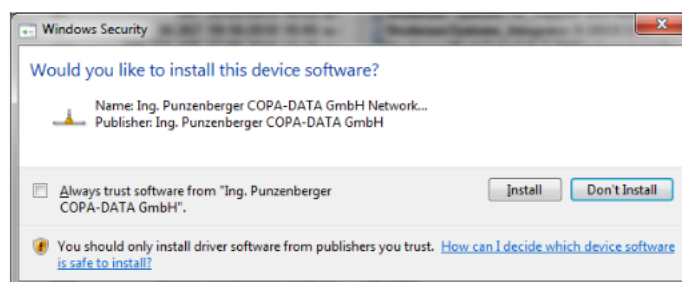 Windows Security
Would you like to install this device software?
Name: Ing. Punzenberger COPA-DATA GmbH Network...
Publisher: Ing. Punzenberger COPA-DATA GmbH
Always trust software from "Ing. Punzenberger
COPA-DATA GmbH".
Install
Don't Install
You should only install driver software from publishers you trust. How can I decide which device software
is safe to install?